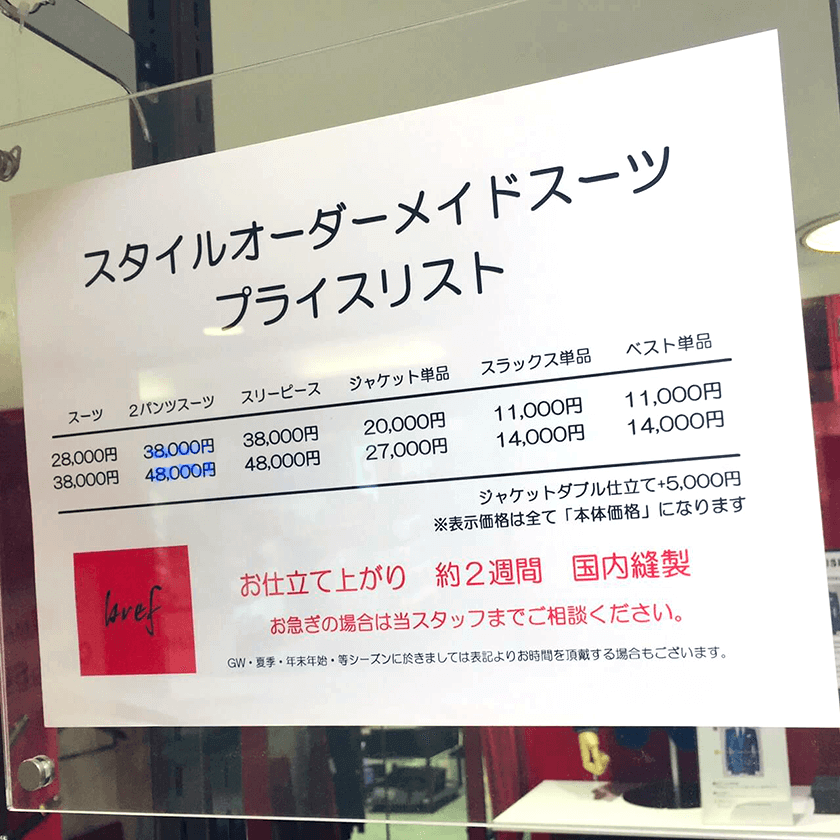 スタイルオーダーメイドスーツ
プライスリスト
スーツ 2パンツスーツ スリーピース ジャケット単品 スラックス単品 ベスト単品
28,000円 38,000円 38,000円 20,000円 11,000円 11,000円
38,000円 48,000円 48,000円 27,000円 14,000円 14,000円
ジャケットダブル仕立て+5,000円
※表示価格は全て「本体価格」になります
bref
お仕立て上がり 約2週間 国内縫製
お急ぎの場合は当スタッフまでご相談ください。
GW・夏季・年末年始・等シーズンに於きましては表記よりお時間を頂戴する場合もございます。